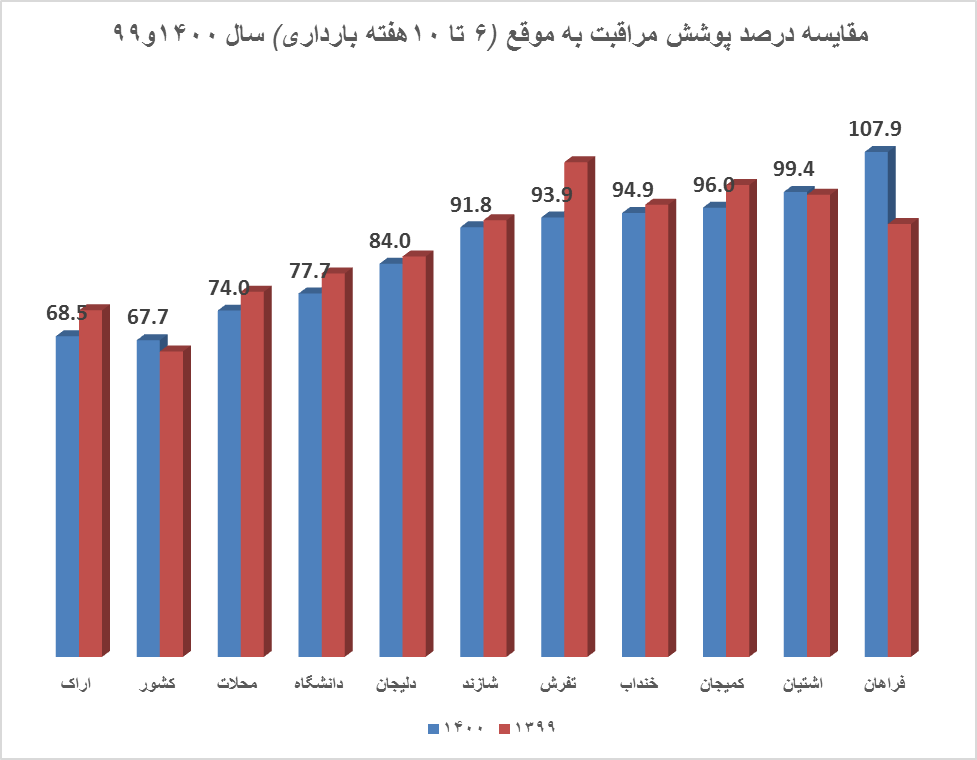 مقایسه درصد پوشش مراقبت به موقع (۶ تا ۱۰هفته بارداری) سال ۱۴۰۰و۹۹
68.5
67.7
74.0
77.7
84.0
91.8
93.9
94.9
96.0
99.4
107.9
اراک
کشور
محلات
دانشگاه
دلیجان
شازند
تفرش
خنداب
کمیجان
اشتیان
فراهان
۱۴۰۰
۱۳۹۹